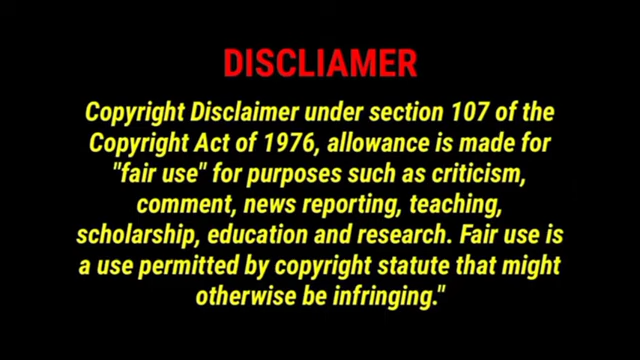 DISCLIAMER
Copyright Disclaimer under section 107 of the
Copyright Act of 1976, allowance is made for
"fair use" for purposes such as criticism,
comment, news reporting, teaching,
scholarship, education and research. Fair use is
a use permitted by copyright statute that might
otherwise be infringing."